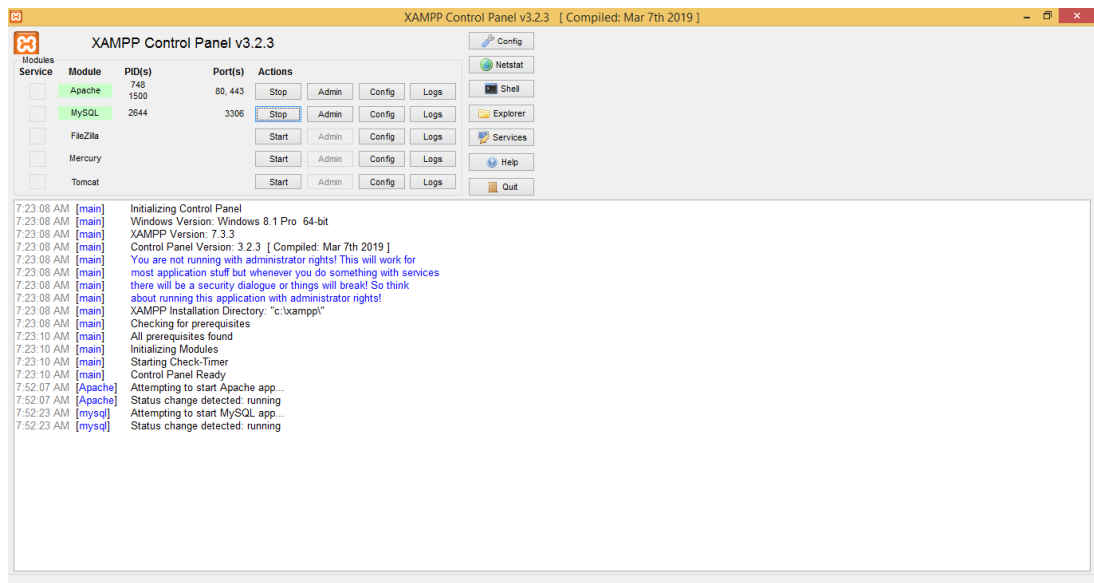 XAMPP Control Panel v3.2.3 [ Compiled: Mar 7th 2019 ]
XAMPP Control Panel v3.2.3
Config
Modules
Service Module PID(s) Port(s) Actions
Netstat
Apache 748 1500 80, 443 Stop Admin Config Logs
Shell
MySQL 2644 3306 Stop Admin Config Logs
Explorer
FileZilla Start Admin Config Logs
Services
Mercury Start Admin Config Logs
Help
Tomcat Start Admin Config Logs
Quit
7:23:08 AM [main] Initializing Control Panel
7:23:08 AM [main] Windows Version: Windows 8.1 Pro 64-bit
7:23:08 AM [main] XAMPP Version: 7.3.3
7:23:08 AM [main] Control Panel Version: 3.2.3 [ Compiled: Mar 7th 2019 ]
7:23:08 AM [main] You are not running with administrator rights! This will work for
7:23:08 AM [main] most application stuff but whenever you do something with services
7:23:08 AM [main] there will be a security dialogue or things will break! So think
7:23:08 AM [main] about running this application with administrator rights!
7:23:08 AM [main] XAMPP Installation Directory: "c:\xampp\"
7:23:08 AM [main] Checking for prerequisites
7:23:10 AM [main] All prerequisites found
7:23:10 AM [main] Initializing Modules
7:23:10 AM [main] Starting Check-Timer
7:23:10 AM [main] Control Panel Ready
7:52:07 AM [Apache] Attempting to start Apache app...
7:52:07 AM [Apache] Status change detected: running
7:52:23 AM [mysql] Attempting to start MySQL app...
7:52:23 AM [mysql] Status change detected: running